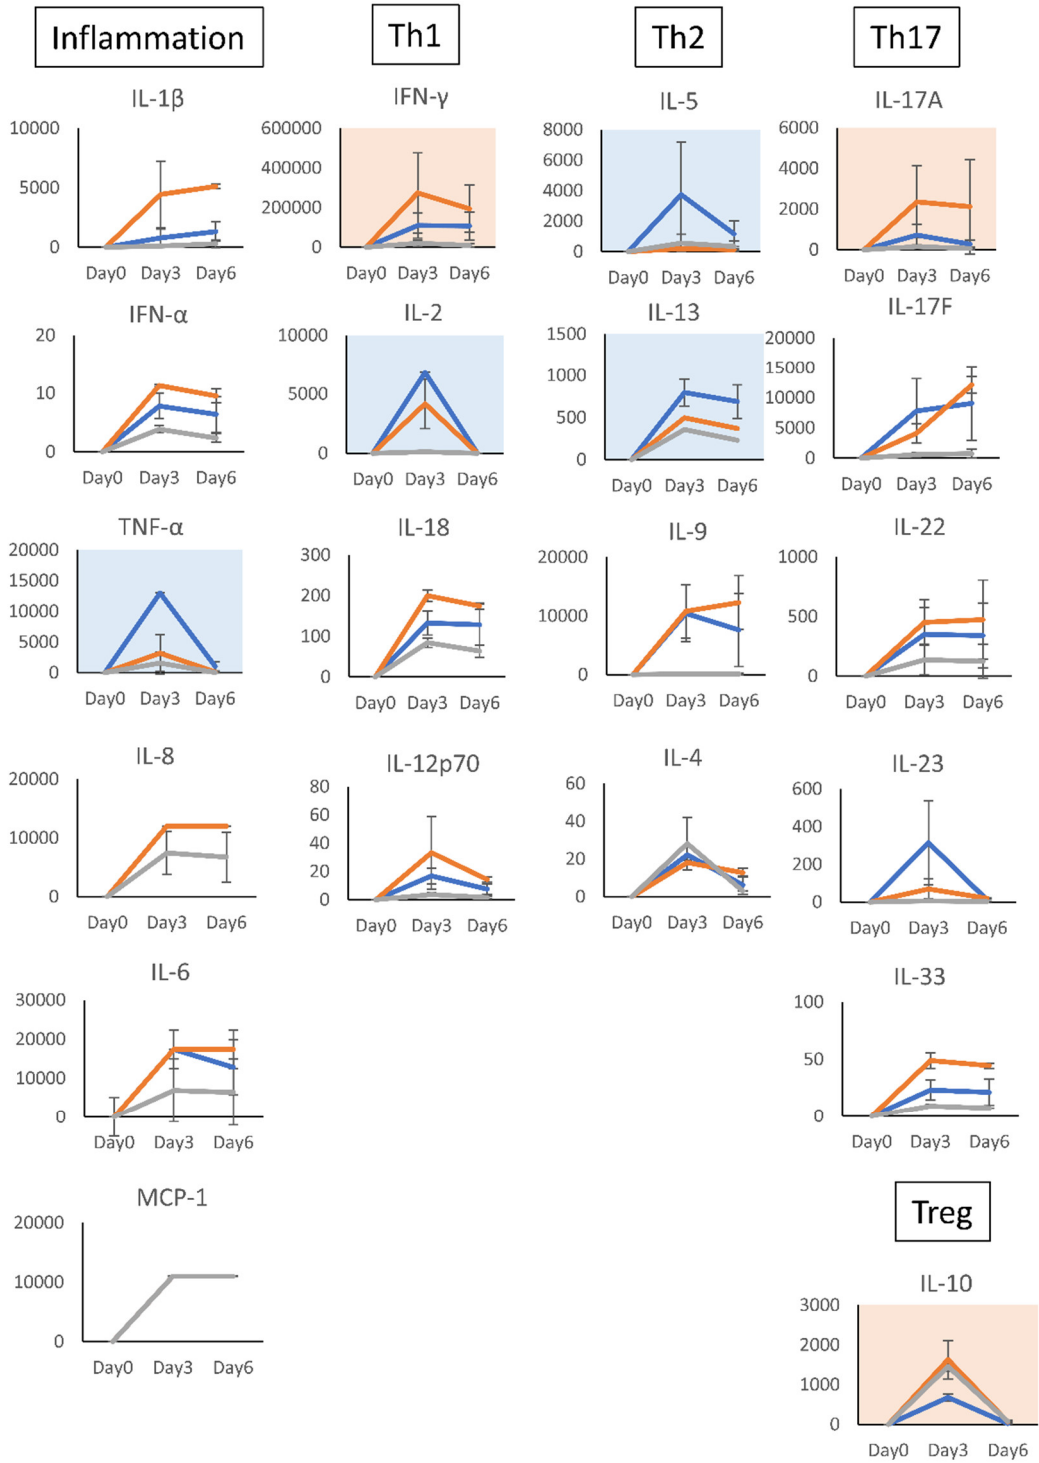 Inflammation
Th1
Th2
Th17
IL-1β
10000
5000
0
Day0 Day3 Day6
IFN-γ
600000
400000
200000
0
Day0 Day3 Day6
IL-5
8000
6000
4000
2000
0
Day0 Day3 Day6
IL-17A
6000
4000
2000
0
Day0 Day3 Day6
IFN-α
20
10
0
Day0 Day3 Day6
IL-2
10000
5000
0
Day0 Day3 Day6
IL-13
1500
1000
500
0
Day0 Day3 Day6
IL-17F
20000
15000
10000
5000
0
Day0 Day3 Day6
TNF-α
20000
15000
10000
5000
0
Day0 Day3 Day6
IL-18
300
200
100
0
Day0 Day3 Day6
IL-9
20000
10000
0
Day0 Day3 Day6
IL-22
1000
500
0
Day0 Day3 Day6
IL-8
20000
10000
0
Day0 Day3 Day6
IL-12p70
80
60
40
20
0
Day0 Day3 Day6
IL-4
60
40
20
0
Day0 Day3 Day6
IL-23
600
400
200
0
Day0 Day3 Day6
IL-6
30000
20000
10000
0
Day0 Day3 Day6
IL-33
100
50
0
Day0 Day3 Day6
MCP-1
20000
10000
0
Day0 Day3 Day6
Treg
IL-10
3000
2000
1000
0
Day0 Day3 Day6